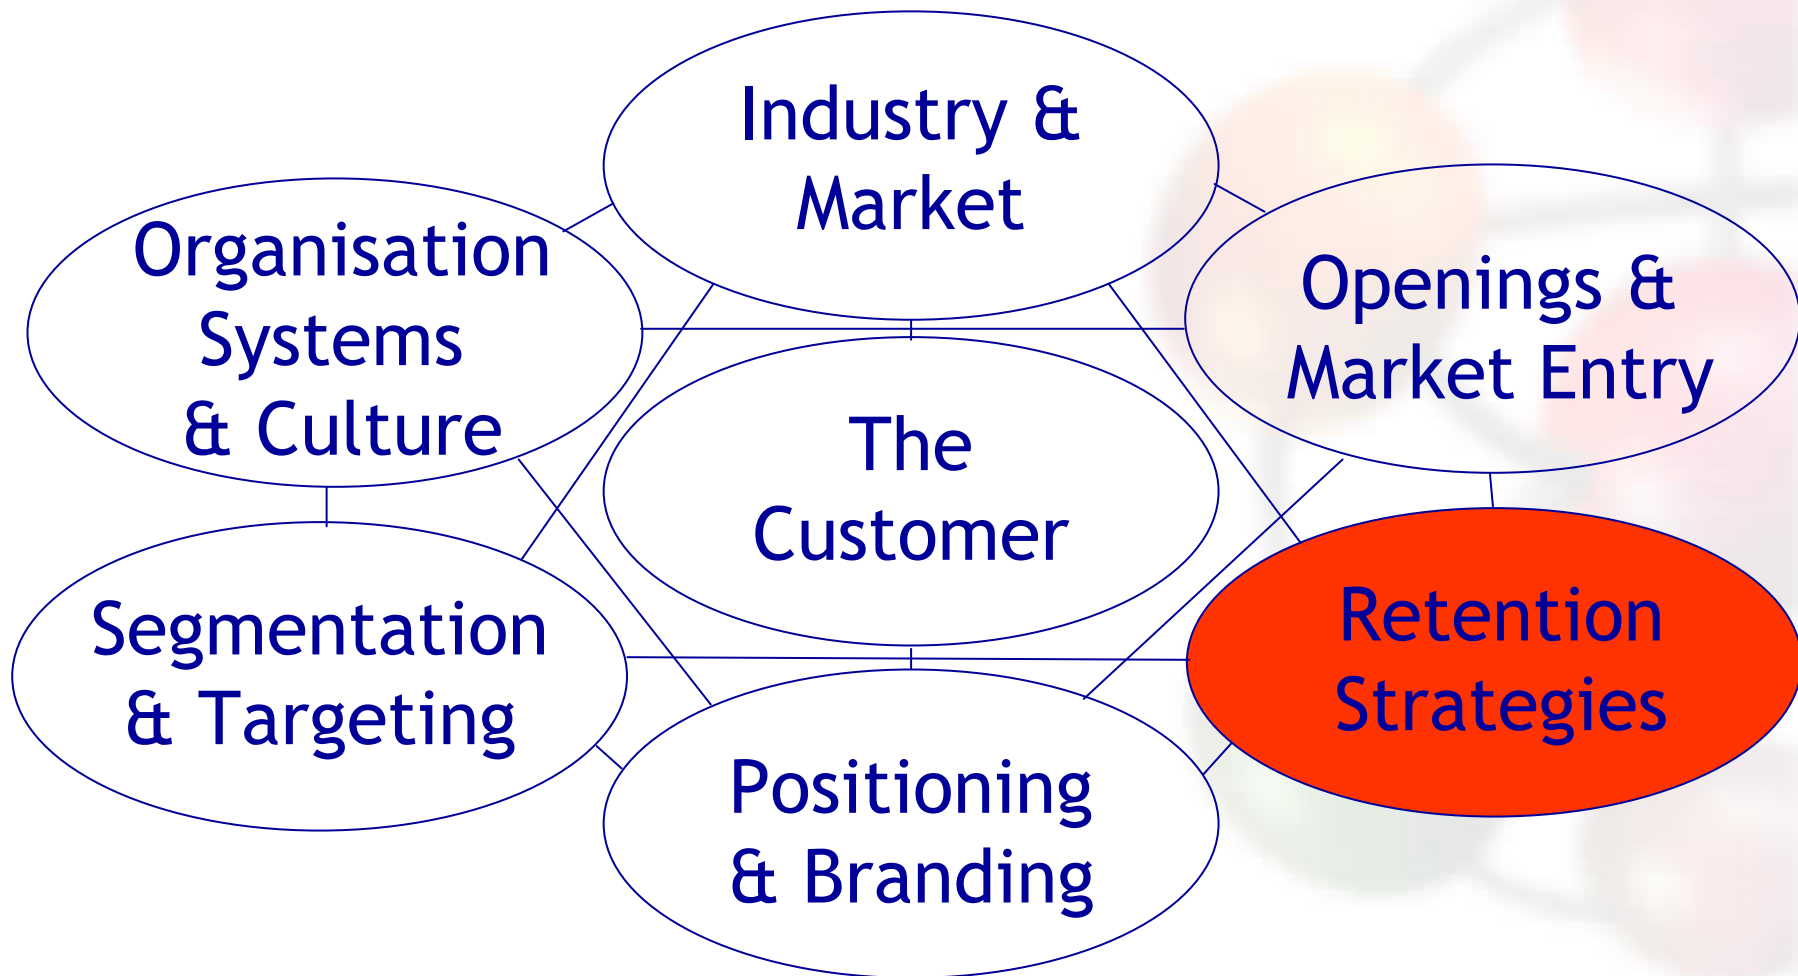 Industry &
Market
Organisation
Systems
& Culture
Openings &
Market Entry
The
Customer
Segmentation
& Targeting
Retention
Strategies
Positioning
& Branding